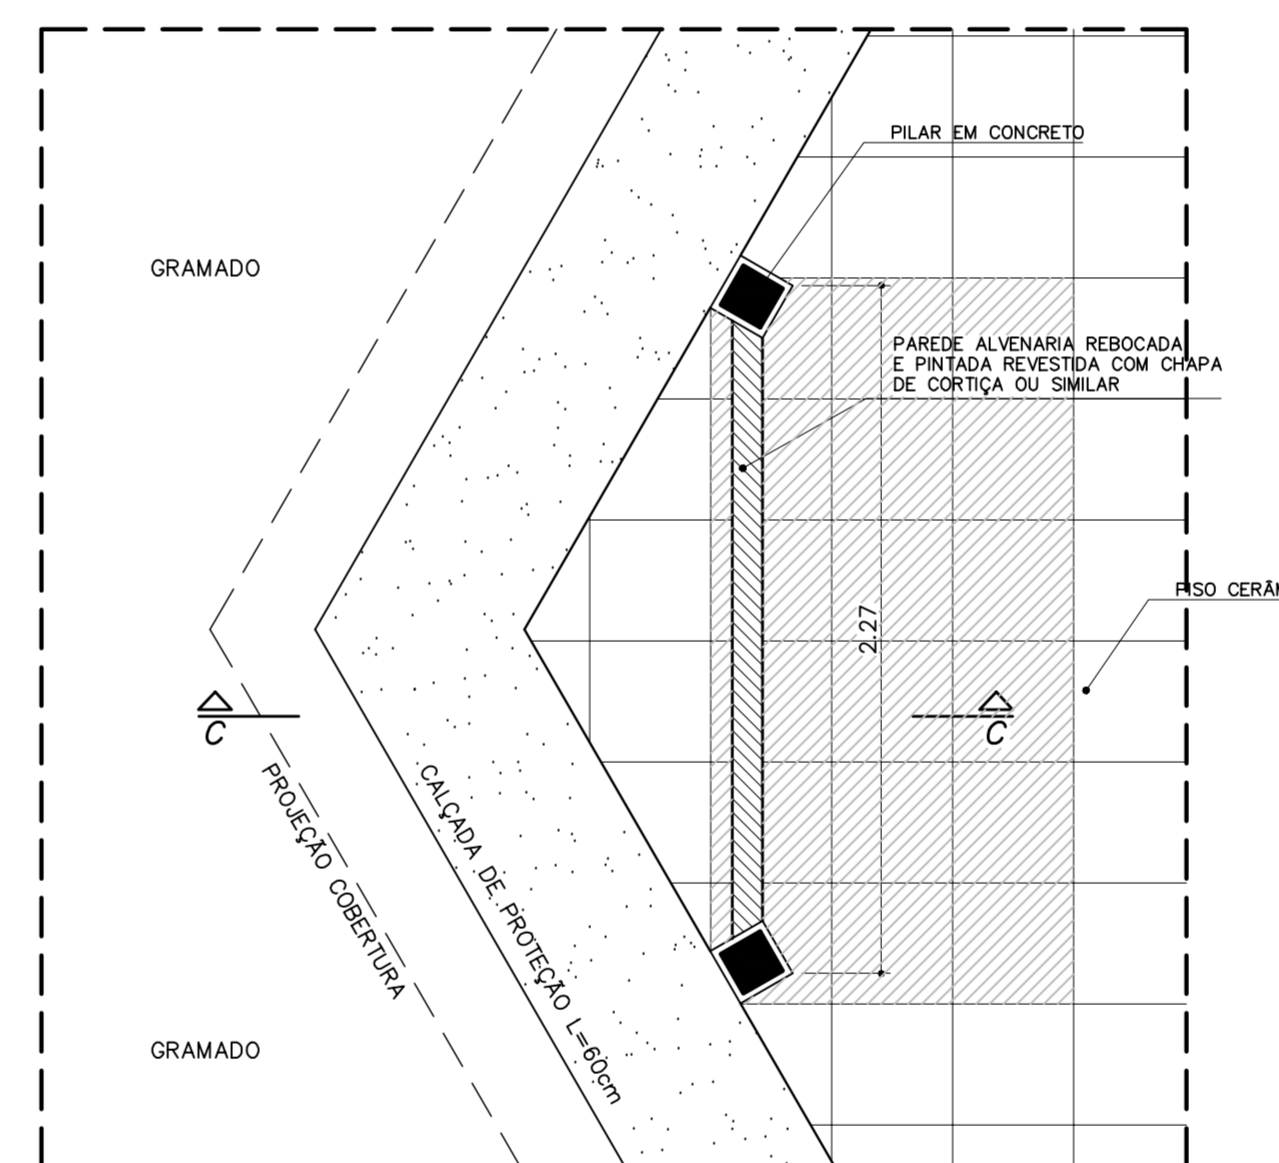 PILAR EM CONCRETO
GRAMADO
PAREDE ALVENARIA REBOCADA
E PINTADA REVESTIDA COM CHAPA
DE CORTIÇA OU SIMILAR
PISO
2.27
C
C
PROJEÇÃO COBERTURA
CALÇADA DE PROTEÇÃO L=60cm
GRAMADO